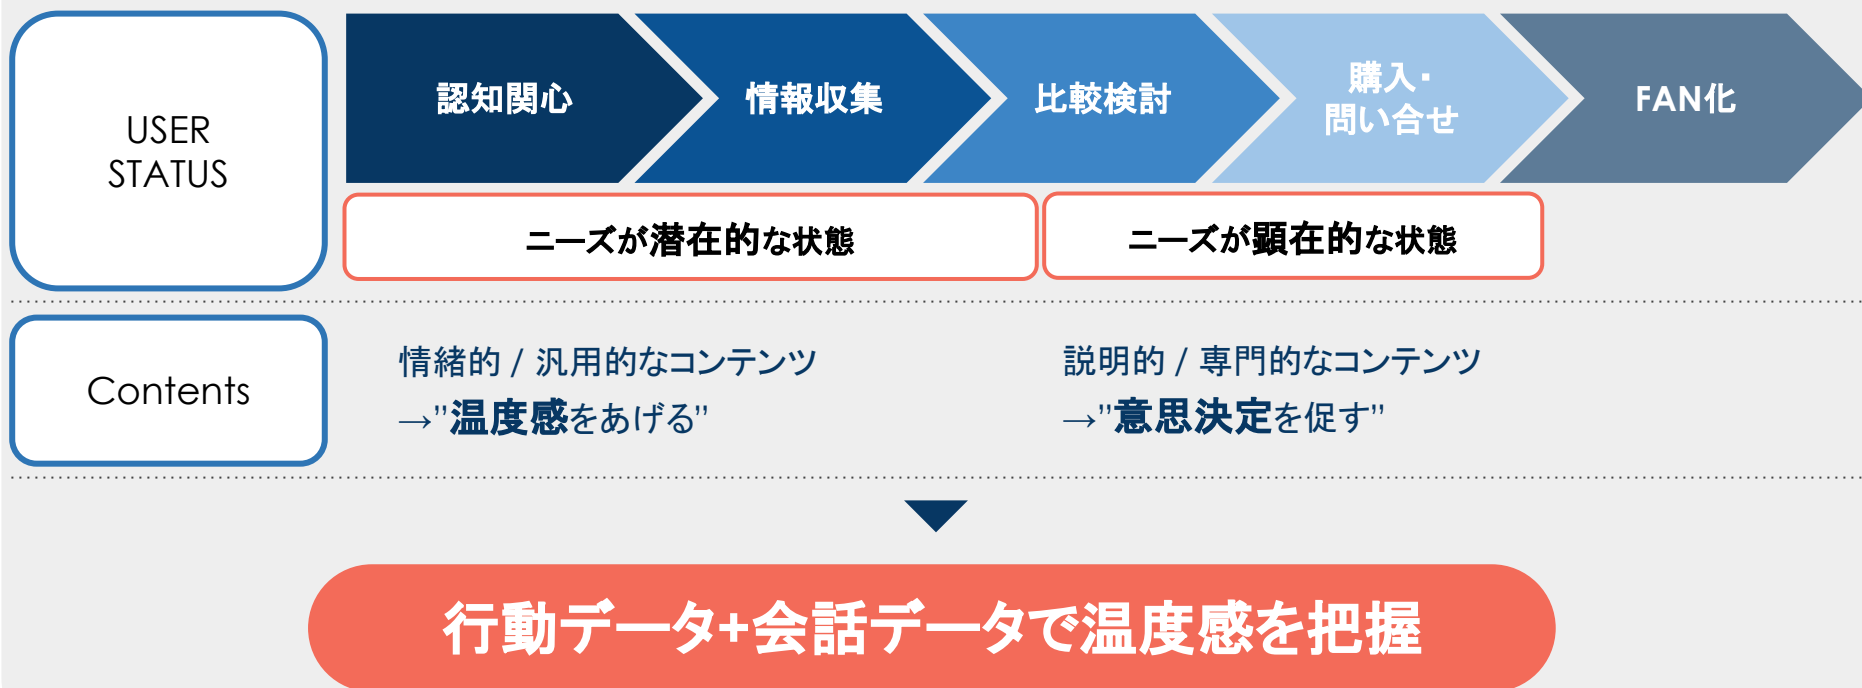 USER
STATUS
認知関心
情報収集
比較検討
購入・
問い合せ
FAN化
ニーズが潜在的な状態
ニーズが顕在的な状態
Contents
情緒的 / 汎用的なコンテンツ
→”温度感をあげる”
説明的 / 専門的なコンテンツ
→”意思決定を促す”
行動データ+会話データで温度感を把握